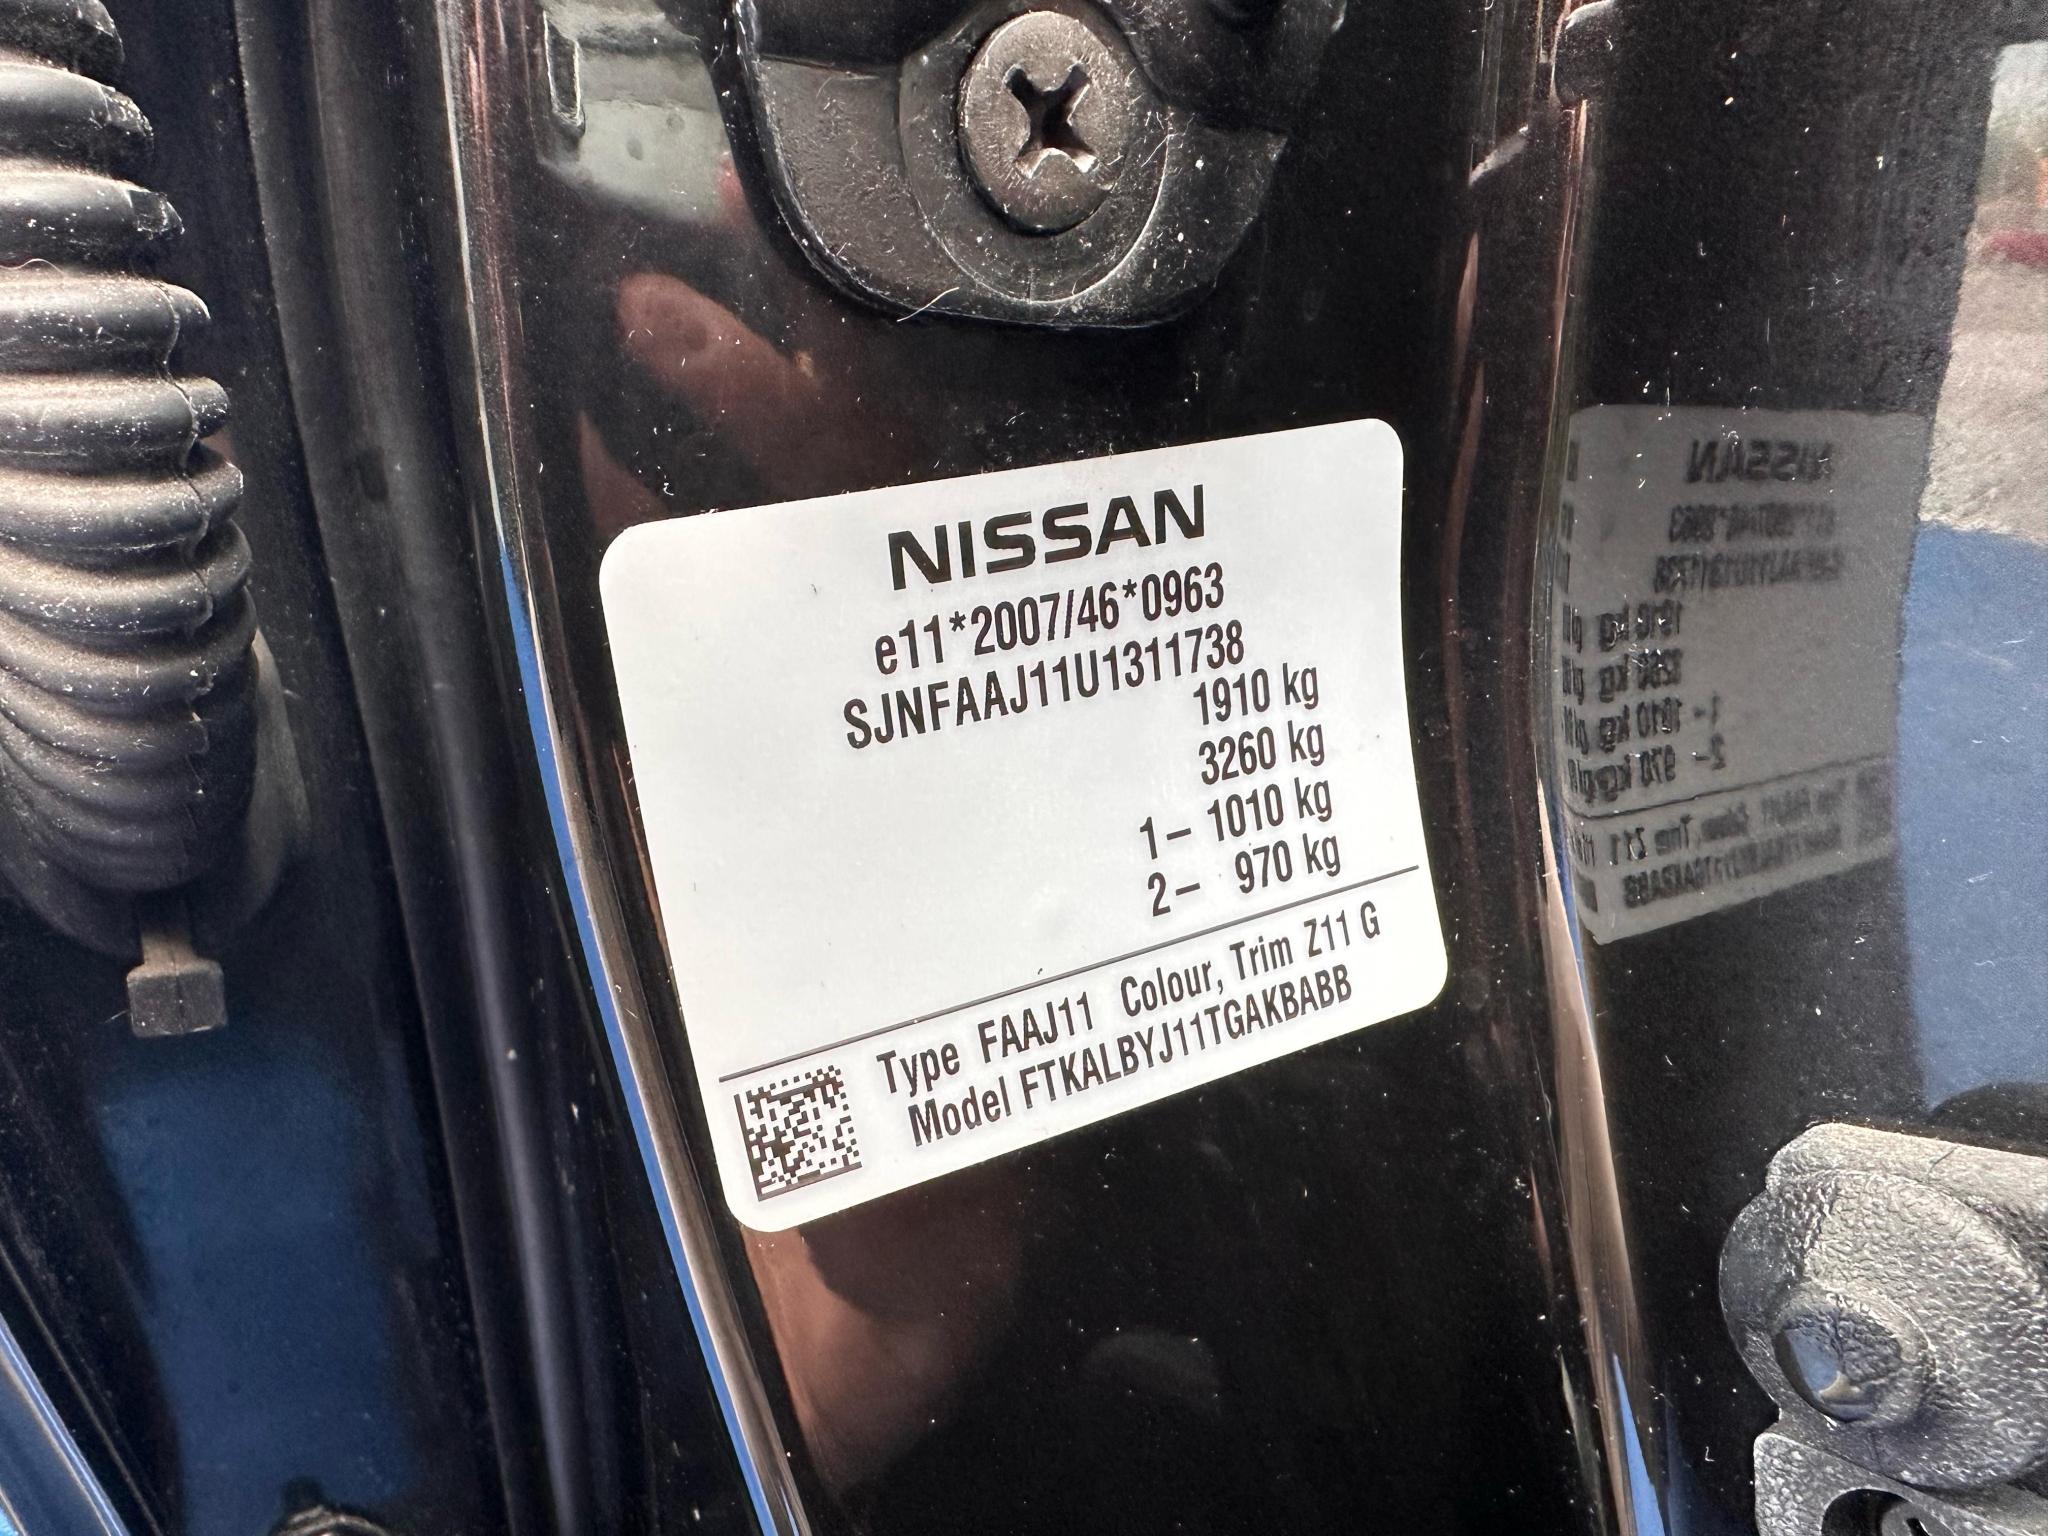 NISSAN
e11*2007/46*0963
SJNFAAJ11U1311738
1910 kg
3260 kg
1– 1010 kg
2– 970 kg
Type FAAJ11 Colour, Trim Z11 G
Model FTKALBYJ11TGAKBABB